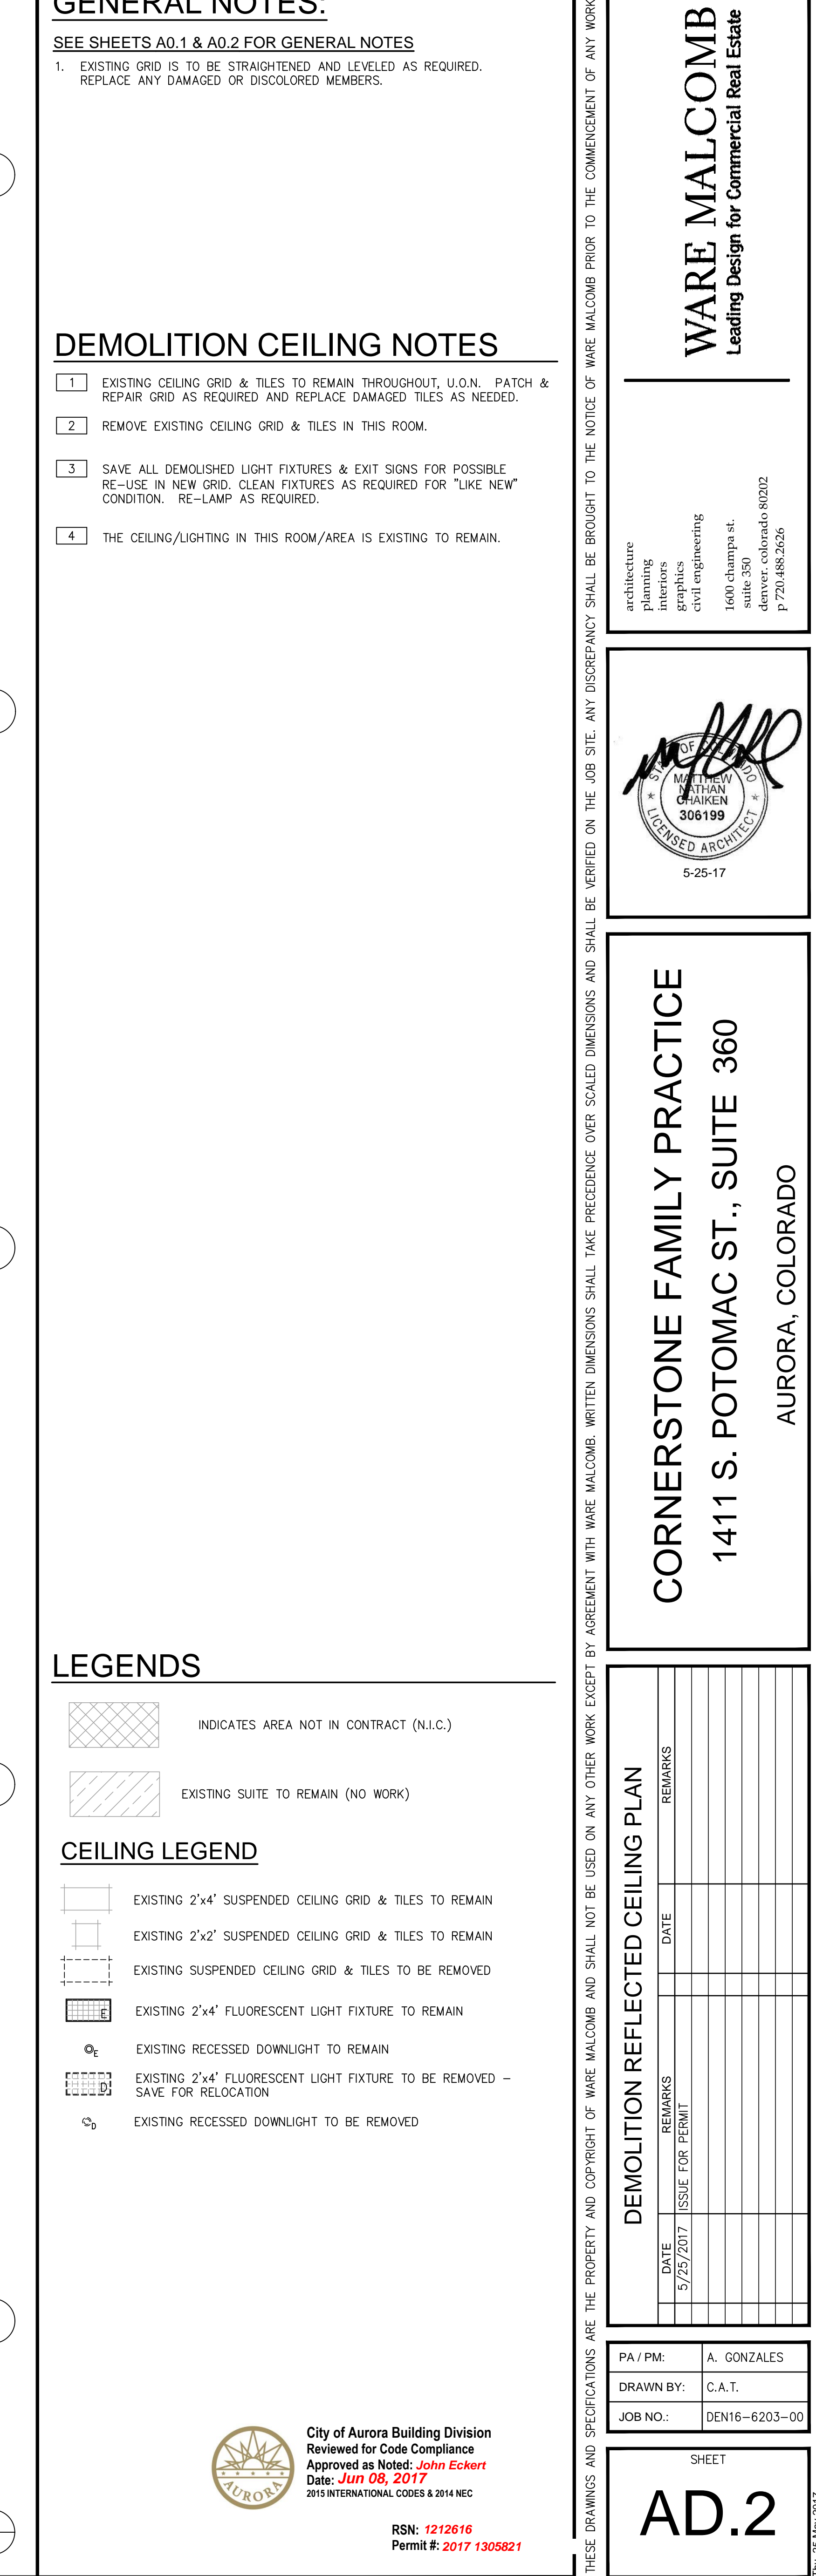 GENERAL NOTES:
SEE SHEETS A0.1 & A0.2 FOR GENERAL NOTES
1. EXISTING GRID IS TO BE STRAIGHTENED AND LEVELED AS REQUIRED.
REPLACE ANY DAMAGED OR DISCOLORED MEMBERS.
DEMOLITION CEILING NOTES
1 EXISTING CEILING GRID & TILES TO REMAIN THROUGHOUT, U.O.N. PATCH &
REPAIR GRID AS REQUIRED AND REPLACE DAMAGED TILES AS NEEDED.
2 REMOVE EXISTING CEILING GRID & TILES IN THIS ROOM.
3 SAVE ALL DEMOLISHED LIGHT FIXTURES & EXIT SIGNS FOR POSSIBLE
RE-USE IN NEW GRID. CLEAN FIXTURES AS REQUIRED FOR "LIKE NEW"
CONDITION. RE-LAMP AS REQUIRED.
4 THE CEILING/LIGHTING IN THIS ROOM/AREA IS EXISTING TO REMAIN.
LEGENDS
INDICATES AREA NOT IN CONTRACT (N.I.C.)
EXISTING SUITE TO REMAIN (NO WORK)
CEILING LEGEND
EXISTING 2'x4' SUSPENDED CEILING GRID & TILES TO REMAIN
EXISTING 2'x2' SUSPENDED CEILING GRID & TILES TO REMAIN
EXISTING SUSPENDED CEILING GRID & TILES TO BE REMOVED
E EXISTING 2'x4' FLUORESCENT LIGHT FIXTURE TO REMAIN
E EXISTING RECESSED DOWNLIGHT TO REMAIN
D EXISTING 2'x4' FLUORESCENT LIGHT FIXTURE TO BE REMOVED -
SAVE FOR RELOCATION
D EXISTING RECESSED DOWNLIGHT TO BE REMOVED
AURORA
City of Aurora Building Division
Reviewed for Code Compliance
Approved as Noted: John Eckert
Date: Jun 08, 2017
2015 INTERNATIONAL CODES & 2014 NEC
RSN: 1212616
Permit #: 2017 1305821
THESE DRAWINGS AND SPECIFICATIONS ARE THE PROPERTY AND COPYRIGHT OF WARE MALCOMB AND SHALL NOT BE USED ON ANY OTHER WORK EXCEPT BY AGREEMENT WITH WARE MALCOMB. WRITTEN DIMENSIONS SHALL TAKE PRECEDENCE OVER SCALED DIMENSIONS AND SHALL BE VERIFIED ON THE JOB SITE. ANY DISCREPANCY SHALL BE BROUGHT TO THE NOTICE OF WARE MALCOMB PRIOR TO THE COMMENCEMENT OF ANY WORK
WARE MALCOMB
Leading Design for Commercial Real Estate
architecture
planning
interiors
graphics
civil engineering
1600 champa st.
suite 350
denver. colorado 80202
p 720.488.2626
STATE OF COLORADO
MATTHEW
NATHAN
CHAIKEN
306199
LICENSED ARCHITECT
5-25-17
CORNERSTONE FAMILY PRACTICE
1411 S. POTOMAC ST., SUITE 360
AURORA, COLORADO
DEMOLITION REFLECTED CEILING PLAN
DATE REMARKS DATE REMARKS
5/25/2017 ISSUE FOR PERMIT
PA / PM: A. GONZALES
DRAWN BY: C.A.T.
JOB NO.: DEN16-6203-00
SHEET
AD.2